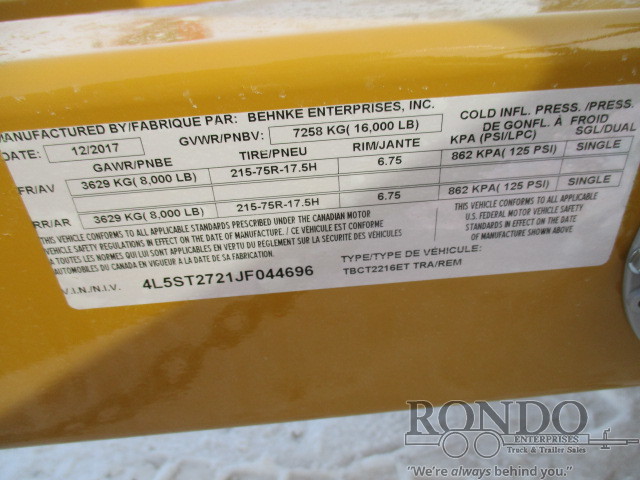 MANUFACTURED BY/FABRIQUE PAR: BEHNKE ENTERPRISES, INC.
DATE: 12/2017 GVWR/PNBV: 7258 KG( 16,000 LB) COLD INFL. PRESS./PRESS. DE GONFL. À FROID
GAWR/PNBE TIRE/PNEU RIM/JANTE KPA (PSI/LPC) SGL/DUAL
FR/AV 3629 KG( 8,000 LB) 215-75R-17.5H 6.75 862 KPA( 125 PSI) SINGLE
RR/AR 3629 KG( 8,000 LB) 215-75R-17.5H 6.75 862 KPA( 125 PSI) SINGLE
THIS VEHICLE CONFORMS TO ALL APPLICABLE STANDARDS PRESCRIBED UNDER THE CANADIAN MOTOR
VEHICLE SAFETY REGULATIONS IN EFFECT ON THE DATE OF MANUFACTURE. / CE VÉHICULE EST CONFORME
À TOUTES LES NORMES QUI LUI SONT APPLICABLES EN VERTU DU RÈGLEMENT SUR LA SÉCURITÉ DES VÉHICULES
AUTOMOBILES DU CANADA EN VIGUEUR À LA DATE DE SA FABRICATION.
THIS VEHICLE CONFORMS TO ALL APPLICABLE
U.S. FEDERAL MOTOR VEHICLE SAFETY
STANDARDS IN EFFECT ON THE DATE
OF MANUFACTURE SHOWN ABOVE
V.I.N./N.I.V. 4L5ST2721JF044696 TYPE/TYPE DE VÉHICULE:
TBCT2216ET TRA/REM
RONDO
ENTERPRISES
Truck & Trailer Sales
"We're always behind you."